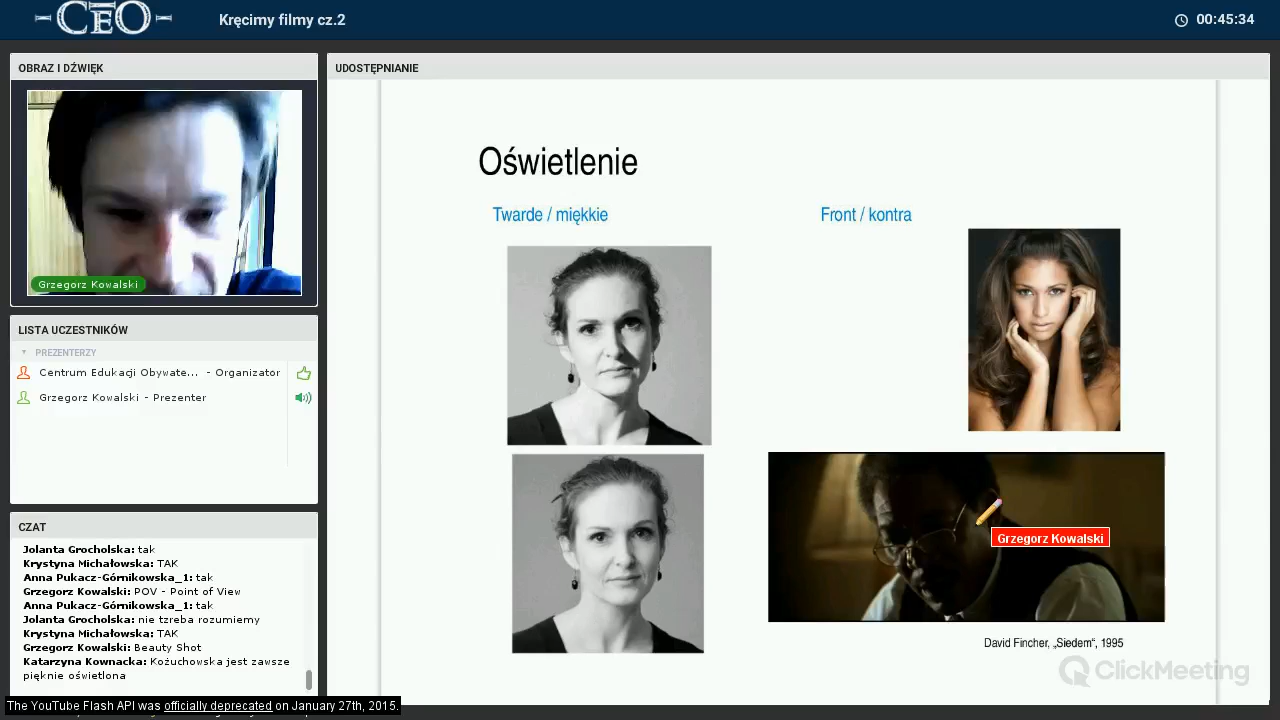 CEO
Kręcimy filmy cz.2
00:45:34
OBRAZ I DŹWIĘK
Grzegorz Kowalski
LISTA UCZESTNIKÓW
PREZENTERZY
Centrum Edukacji Obywate... - Organizator
Grzegorz Kowalski - Prezenter
CZAT
Jolanta Grocholska: tak
Krystyna Michałowska: TAK
Anna Pukacz-Górnikowska_1: tak
Grzegorz Kowalski: POV - Point of View
Anna Pukacz-Górnikowska_1: tak
Jolanta Grocholska: nie tzreba rozumiemy
Krystyna Michałowska: TAK
Grzegorz Kowalski: Beauty Shot
Katarzyna Kownacka: Kożuchowska jest zawsze
pięknie oświetlona
The YouTube Flash API was officially deprecated on January 27th, 2015.
UDOSTĘPNIANIE
Oświetlenie
Twarde / miękkie
Front / kontra
Grzegorz Kowalski
David Fincher, „Siedem", 1995
ClickMeeting